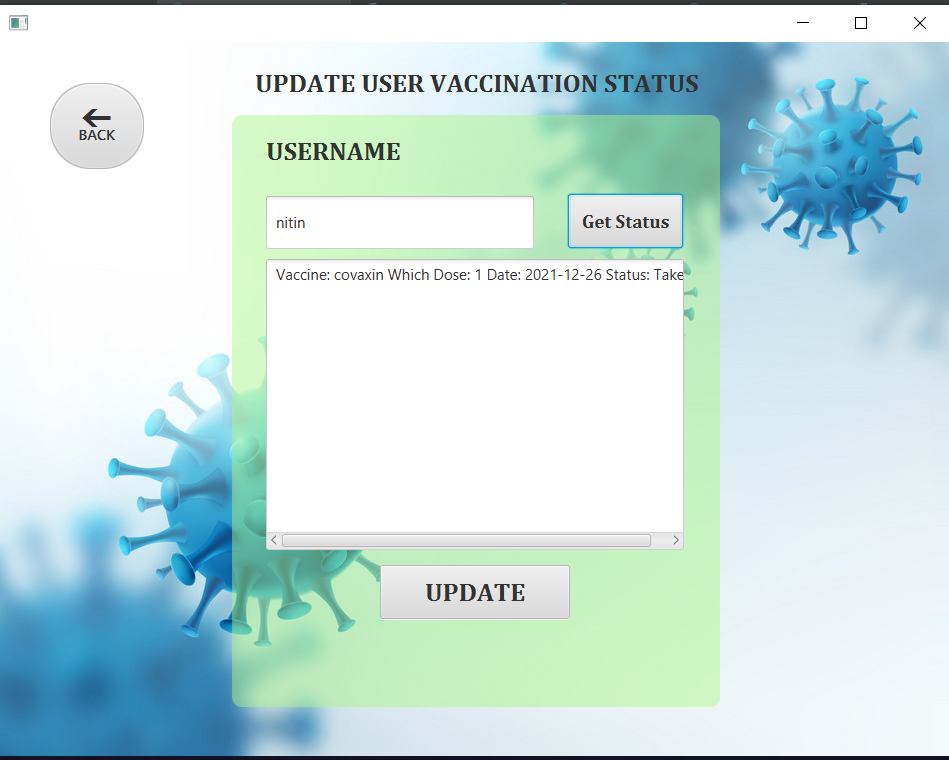 UPDATE USER VACCINATION STATUS
BACK
USERNAME
nitin
Get Status
Vaccine: covaxin Which Dose: 1 Date: 2021-12-26 Status: Take
UPDATE